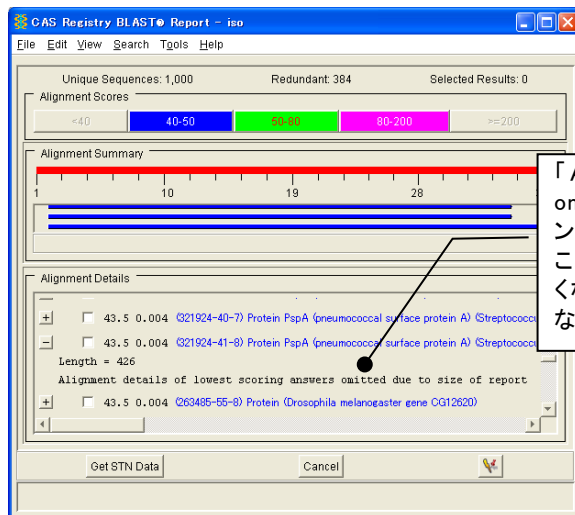 CAS Registry BLAST® Report - iso
File Edit View Search Tools Help
Unique Sequences: 1,000 Redundant: 384 Selected Results: 0
Alignment Scores
<40 40-50 50-80 80-200 >=200
Alignment Summary
1 10 19 28
Alignment Details
+ 43.5 0.004 (321924-40-7) Protein PspA (pneumococcal surface protein A) (Streptococcu
- 43.5 0.004 (321924-41-8) Protein PspA (pneumococcal surface protein A) (Streptococcu
Length = 426
Alignment details of lowest scoring answers omitted due to size of report
+ 43.5 0.004 (263485-55-8) Protein (Drosophila melanogaster gene CG12620)
Get STN Data Cancel
「A
on
ン
こ
くな
な